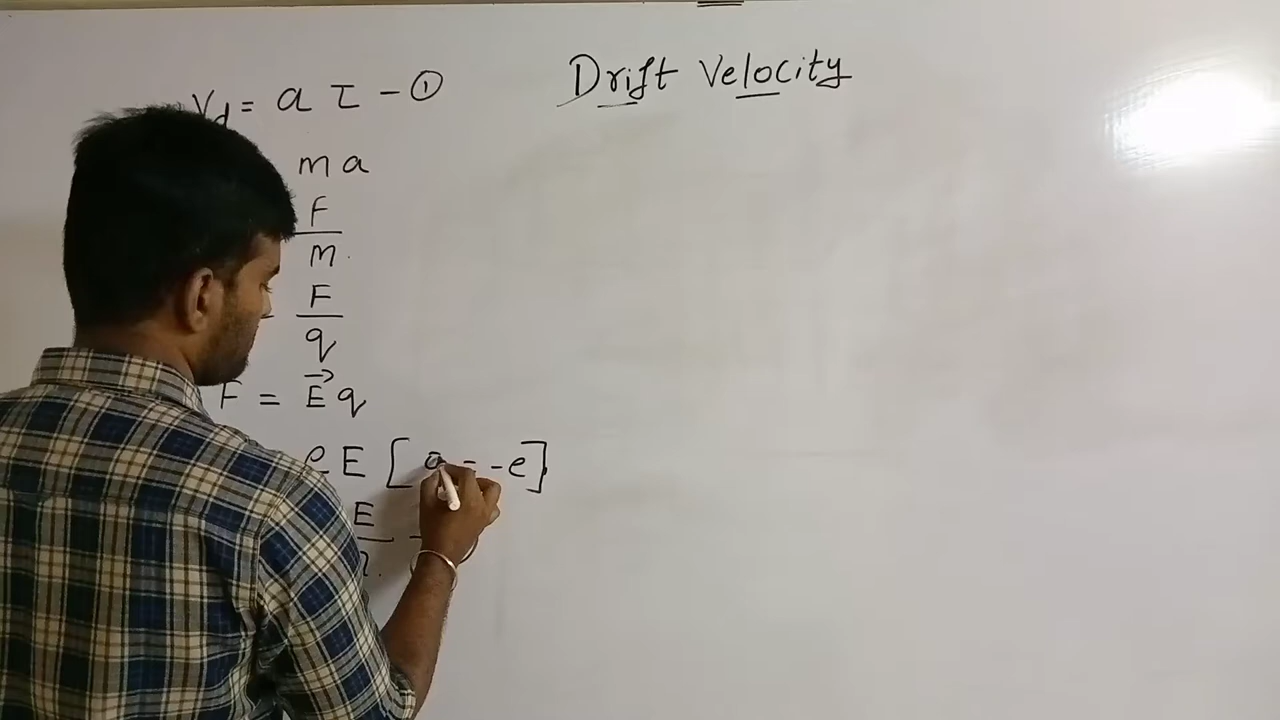 Drift Velocity
Vd = a τ - ①
m a
F
m
F
q
F = E⃗ q
e E [ q = -e]
E